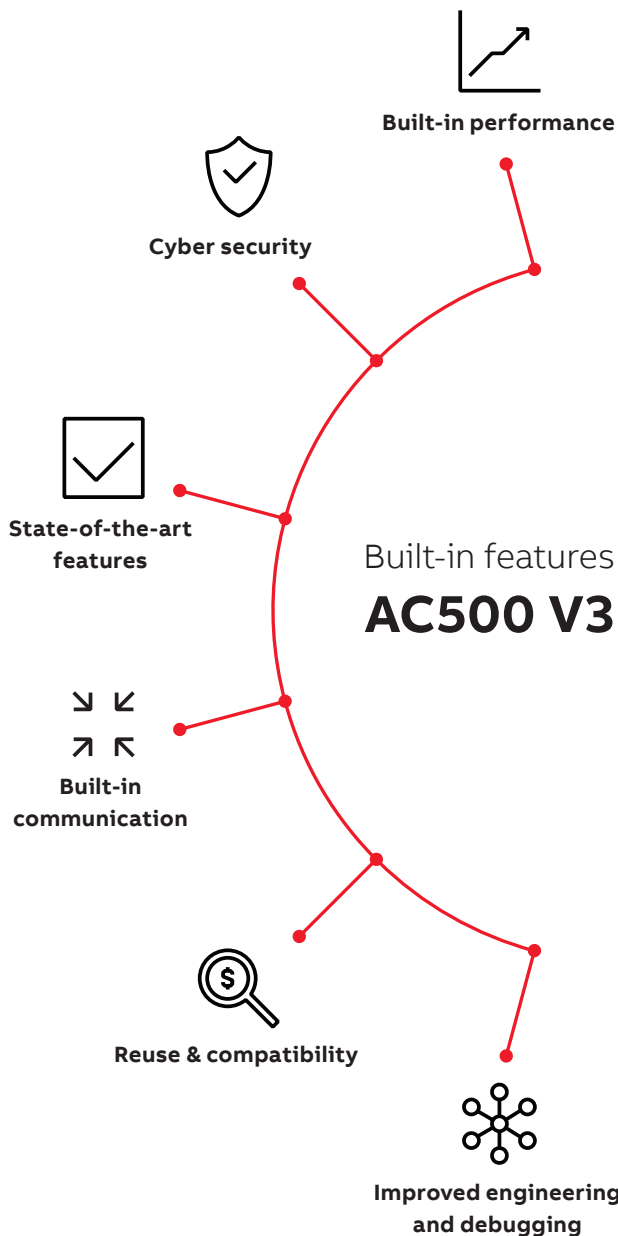 Built-in performance
Cyber security
State-of-the-art
features
Built-in features
AC500 V3
Built-in
communication
$
Reuse & compatibility
Improved engineering
and debugging